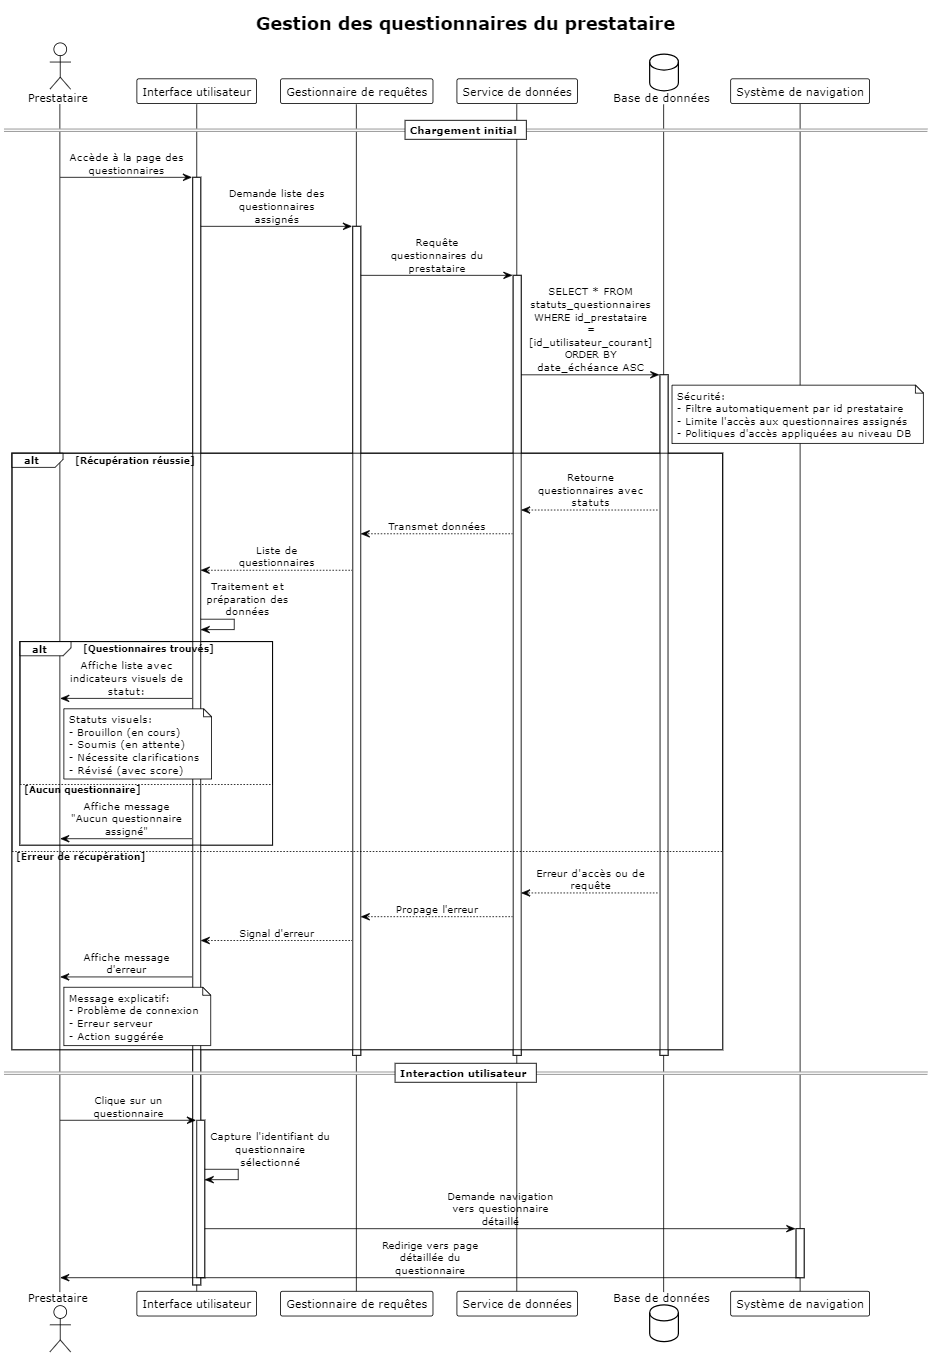 Gestion des questionnaires du prestataire
Prestataire
Interface utilisateur
Gestionnaire de requêtes
Service de données
Base de données
Système de navigation
Chargement initial
Accède à la page des
questionnaires
Demande liste des
questionnaires
assignés
Requête
questionnaires du
prestataire
SELECT * FROM
statuts_questionnaires
WHERE id_prestataire
=
[id_utilisateur_courant]
ORDER BY
date_échéance ASC
Sécurité:
- Filtre automatiquement par id prestataire
- Limite l'accès aux questionnaires assignés
- Politiques d'accès appliquées au niveau DB
alt
[Récupération réussie]
Retourne
questionnaires avec
statuts
Transmet données
Liste de
questionnaires
Traitement et
préparation des
données
alt
[Questionnaires trouvés]
Affiche liste avec
indicateurs visuels de
statut:
Statuts visuels:
- Brouillon (en cours)
- Soumis (en attente)
- Nécessite clarifications
- Révisé (avec score)
[Aucun questionnaire]
Affiche message
"Aucun questionnaire
assigné"
[Erreur de récupération]
Erreur d'accès ou de
requête
Propage l'erreur
Signal d'erreur
Affiche message
d'erreur
Message explicatif:
- Problème de connexion
- Erreur serveur
- Action suggérée
Interaction utilisateur
Clique sur un
questionnaire
Capture l'identifiant du
questionnaire
sélectionné
Demande navigation
vers questionnaire
détaillé
Redirige vers page
détaillée du
questionnaire
Prestataire
Interface utilisateur
Gestionnaire de requêtes
Service de données
Base de données
Système de navigation